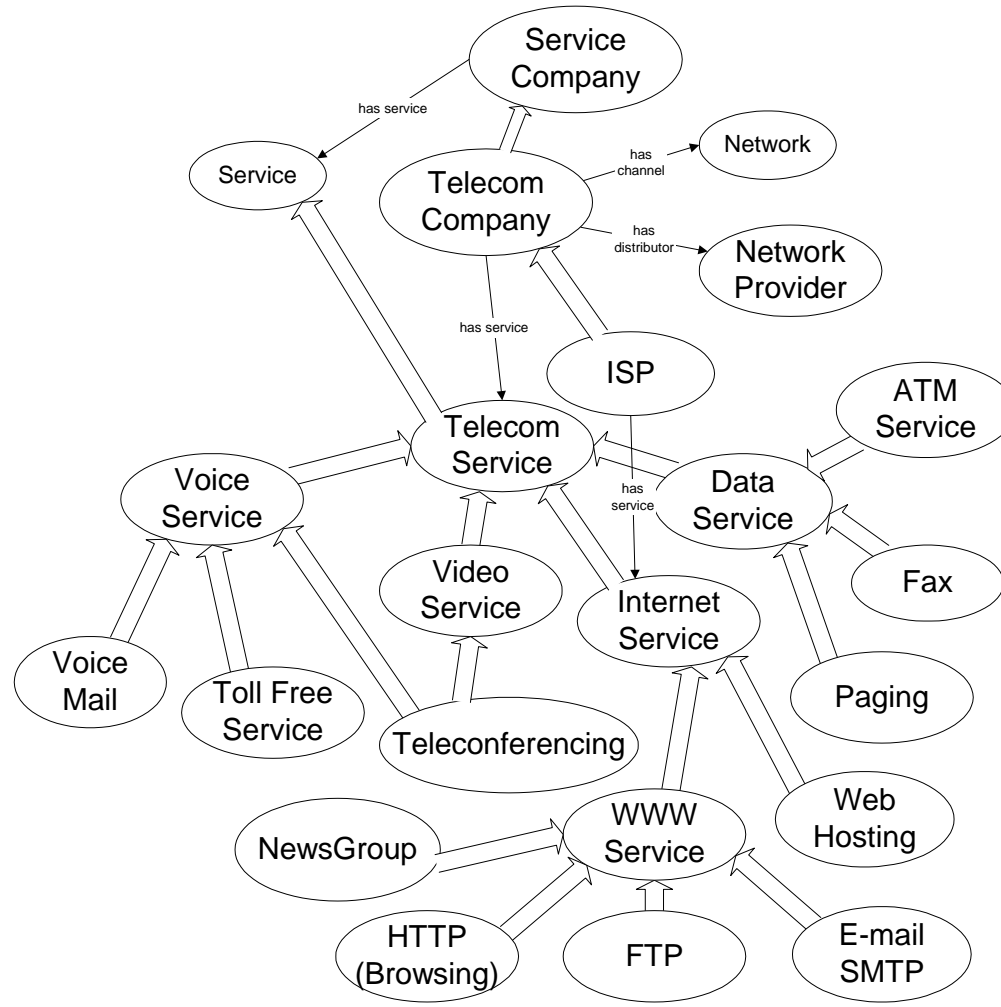 Service
Company
has service
Service
Telecom
Company
has
channel
Network
has
distributor
Network
Provider
has service
ISP
ATM
Service
Telecom
Service
Voice
Service
has
service
Data
Service
Video
Service
Internet
Service
Fax
Voice
Mail
Toll Free
Service
Teleconferencing
Paging
Web
Hosting
NewsGroup
WWW
Service
HTTP
(Browsing)
FTP
E-mail
SMTP